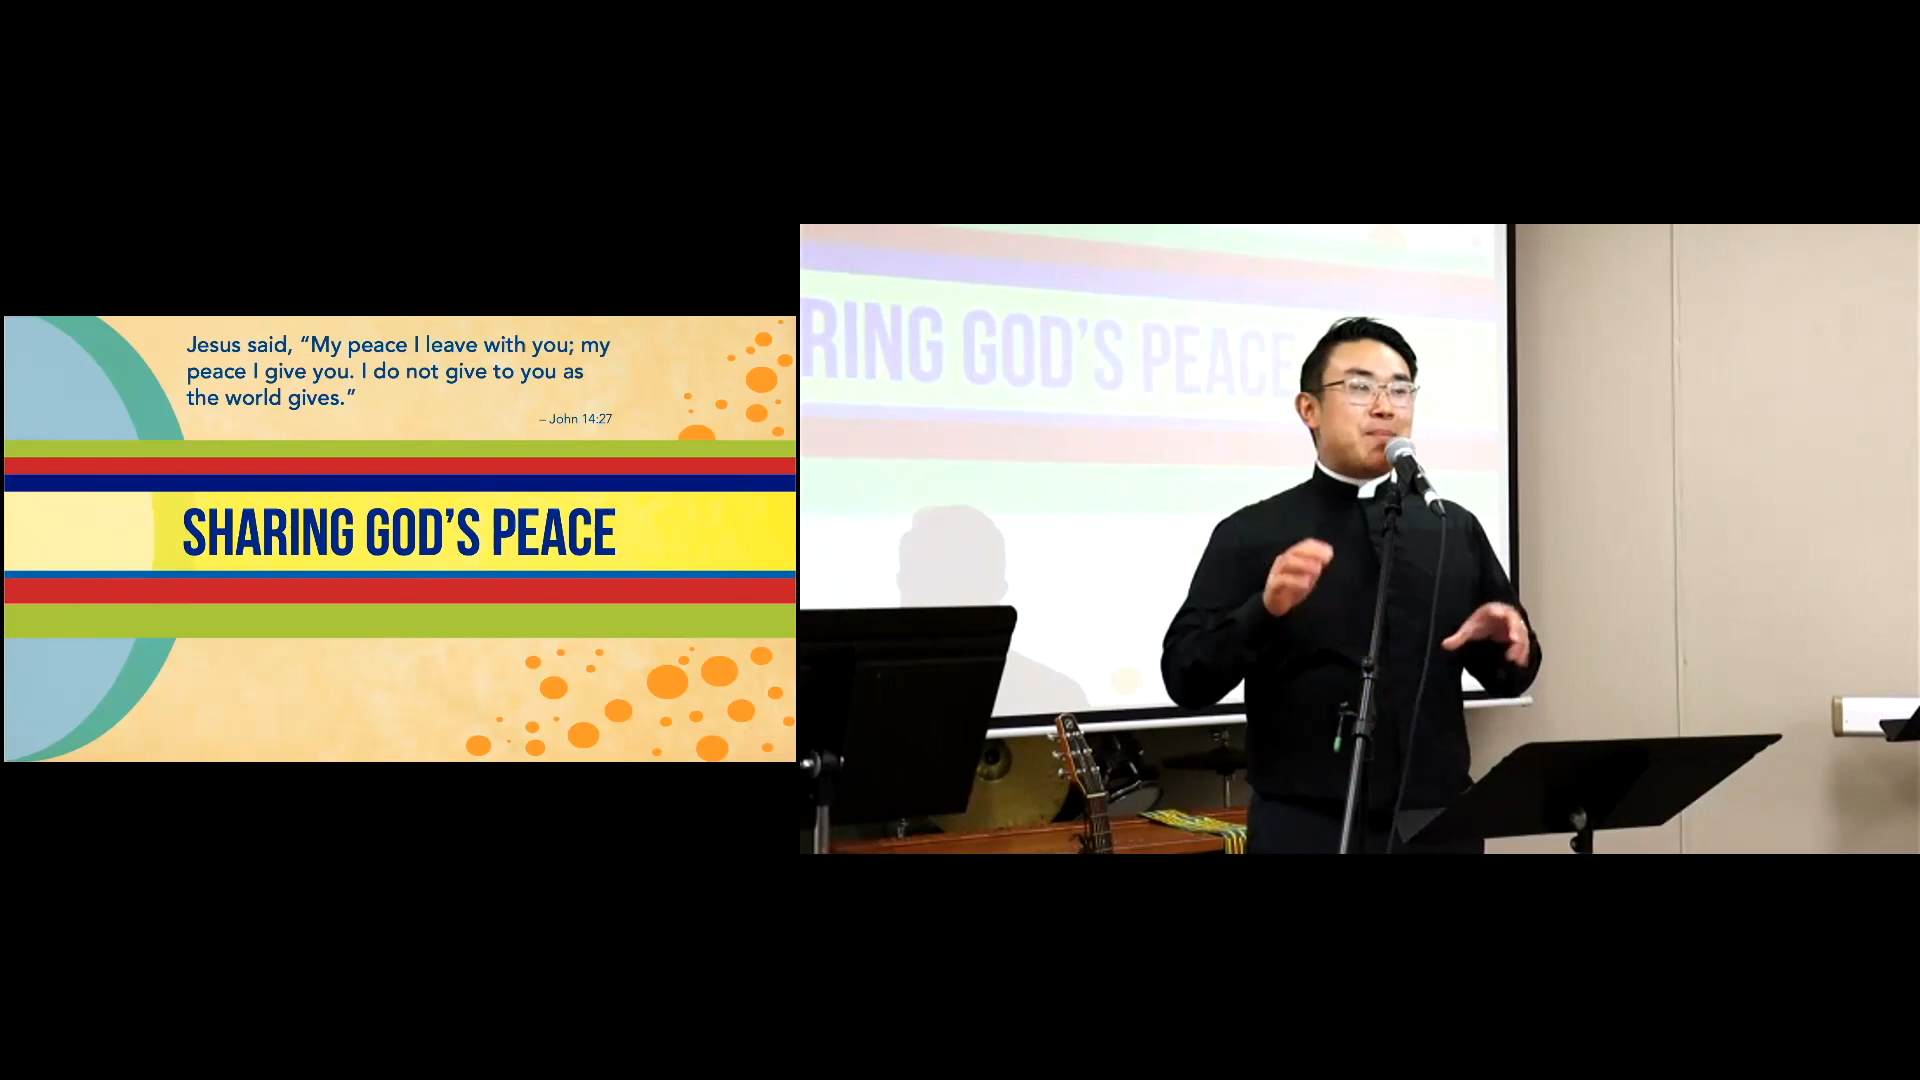 Jesus said, “My peace I leave with you; my
peace I give you. I do not give to you as
the world gives.”
– John 14:27
SHARING GOD’S PEACE
RING GOD’S PEACE